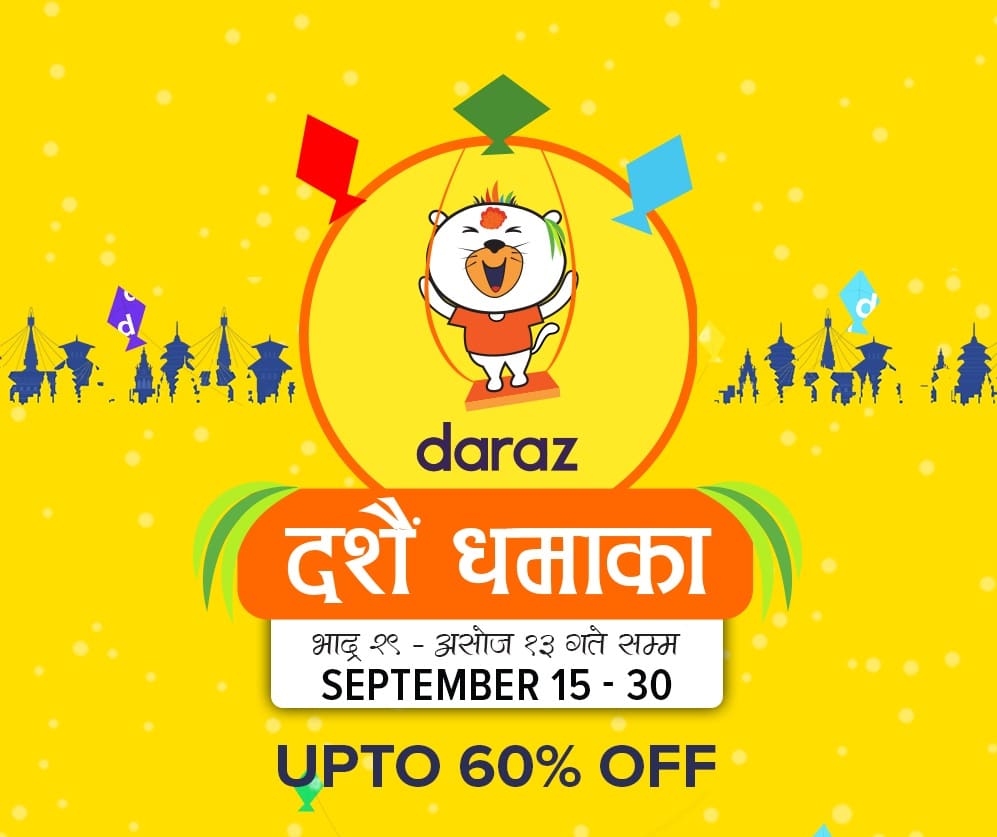 d
d
daraz
दशैं धमाका
भाद्र २९ - असोज १३ गते सम्म
SEPTEMBER 15 - 30
UPTO 60% OFF